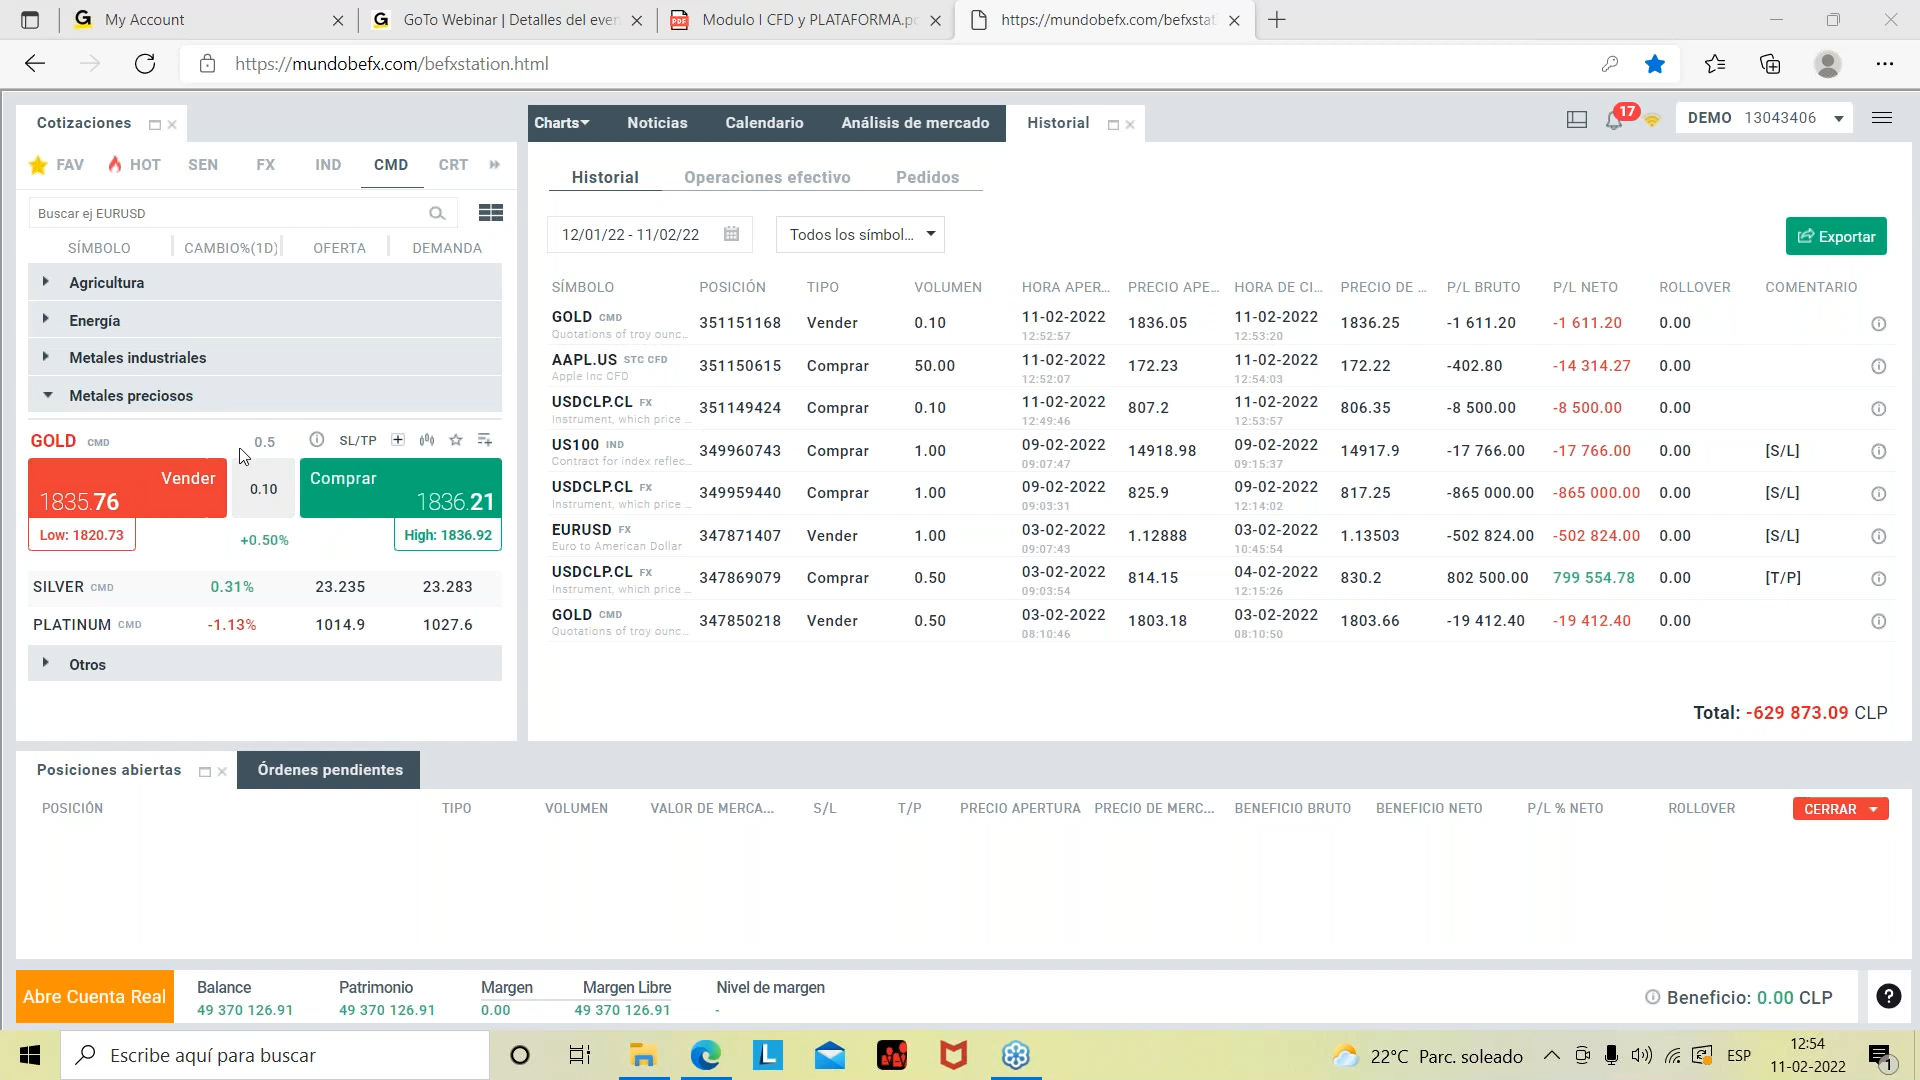 My Account
GoTo Webinar | Detalles del even
Modulo I CFD y PLATAFORMA.p
https://mundobefx.com/befxstat
https://mundobefx.com/befxstation.html
Cotizaciones
FAV HOT SEN FX IND CMD CRT
Buscar ej EURUSD
SÍMBOLO CAMBIO%(1D) OFERTA DEMANDA
Agricultura
Energía
Metales industriales
Metales preciosos
GOLD CMD 0.5 SL/TP
Vender 0.10 Comprar
1835.76 1836.21
Low: 1820.73 +0.50% High: 1836.92
SILVER CMD 0.31% 23.235 23.283
PLATINUM CMD -1.13% 1014.9 1027.6
Otros
Charts Noticias Calendario Análisis de mercado Historial
17 DEMO 13043406
Historial Operaciones efectivo Pedidos
12/01/22 - 11/02/22 Todos los símbol... Exportar
SÍMBOLO POSICIÓN TIPO VOLUMEN HORA APER... PRECIO APE... HORA DE CI... PRECIO DE ... P/L BRUTO P/L NETO ROLLOVER COMENTARIO
GOLD CMD 351151168 Vender 0.10 11-02-2022 1836.05 11-02-2022 1836.25 -1 611.20 -1 611.20 0.00
Quotations of troy ounc... 12:52:57 12:53:20
AAPL.US STC CFD 351150615 Comprar 50.00 11-02-2022 172.23 11-02-2022 172.22 -402.80 -14 314.27 0.00
Apple Inc CFD 12:52:07 12:54:03
USDCLP.CL FX 351149424 Comprar 0.10 11-02-2022 807.2 11-02-2022 806.35 -8 500.00 -8 500.00 0.00
Instrument, which price ... 12:49:46 12:53:57
US100 IND 349960743 Comprar 1.00 09-02-2022 14918.98 09-02-2022 14917.9 -17 766.00 -17 766.00 0.00 [S/L]
Contract for index reflec... 09:07:47 09:15:37
USDCLP.CL FX 349959440 Comprar 1.00 09-02-2022 825.9 09-02-2022 817.25 -865 000.00 -865 000.00 0.00 [S/L]
Instrument, which price ... 09:03:31 12:14:02
EURUSD FX 347871407 Vender 1.00 03-02-2022 1.12888 03-02-2022 1.13503 -502 824.00 -502 824.00 0.00 [S/L]
Euro to American Dollar 09:07:43 10:45:54
USDCLP.CL FX 347869079 Comprar 0.50 03-02-2022 814.15 04-02-2022 830.2 802 500.00 799 554.78 0.00 [T/P]
Instrument, which price ... 09:03:54 12:15:26
GOLD CMD 347850218 Vender 0.50 03-02-2022 1803.18 03-02-2022 1803.66 -19 412.40 -19 412.40 0.00
Quotations of troy ounc... 08:10:46 08:10:50
Total: -629 873.09 CLP
Posiciones abiertas Órdenes pendientes
POSICIÓN TIPO VOLUMEN VALOR DE MERCA... S/L T/P PRECIO APERTURA PRECIO DE MERC... BENEFICIO BRUTO BENEFICIO NETO P/L % NETO ROLLOVER CERRAR
Abre Cuenta Real
Balance Patrimonio Margen Margen Libre Nivel de margen
49 370 126.91 49 370 126.91 0.00 49 370 126.91 -
Beneficio: 0.00 CLP
Escribe aquí para buscar
22°C Parc. soleado ESP 12:54
11-02-2022
1